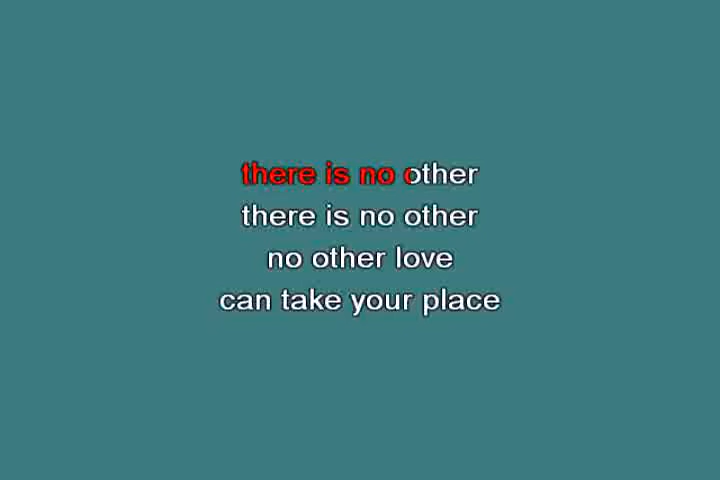 there is no other
there is no other
no other love
can take your place